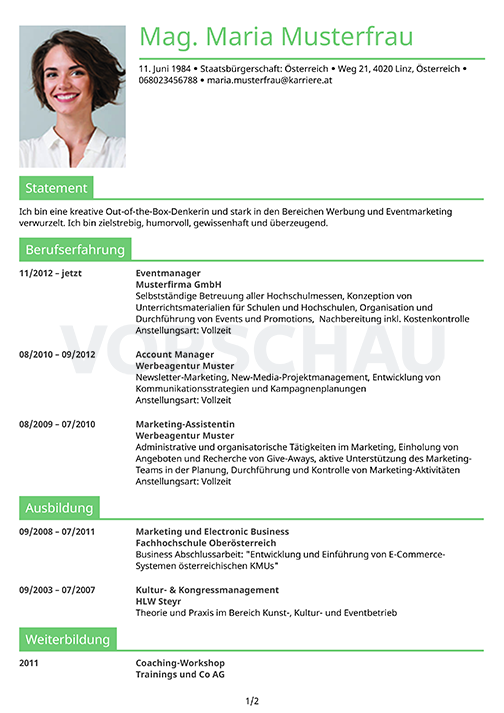 Mag. Maria Musterfrau
11. Juni 1984 • Staatsbürgerschaft: Österreich • Weg 21, 4020 Linz, Österreich •
068023456788 • maria.musterfrau@karriere.at
Statement
Ich bin eine kreative Out-of-the-Box-Denkerin und stark in den Bereichen Werbung und Eventmarketing
verwurzelt. Ich bin zielstrebig, humorvoll, gewissenhaft und überzeugend.
Berufserfahrung
11/2012 – jetzt Eventmanager
Musterfirma GmbH
Selbstständige Betreuung aller Hochschulmessen, Konzeption von
Unterrichtsmaterialien für Schulen und Hochschulen, Organisation und
Durchführung von Events und Promotions, Nachbereitung inkl. Kostenkontrolle
Anstellungsart: Vollzeit
VORSCHAU
08/2010 – 09/2012 Account Manager
Werbeagentur Muster
Newsletter-Marketing, New-Media-Projektmanagement, Entwicklung von
Kommunikationsstrategien und Kampagnenplanungen
Anstellungsart: Vollzeit
08/2009 – 07/2010 Marketing-Assistentin
Werbeagentur Muster
Administrative und organisatorische Tätigkeiten im Marketing, Einholung von
Angeboten und Recherche von Give-Aways, aktive Unterstützung des Marketing-
Teams in der Planung, Durchführung und Kontrolle von Marketing-Aktivitäten
Anstellungsart: Vollzeit
Ausbildung
09/2008 – 07/2011 Marketing und Electronic Business
Fachhochschule Oberösterreich
Business Abschlussarbeit: "Entwicklung und Einführung von E-Commerce-
Systemen österreichischen KMUs"
09/2003 – 07/2007 Kultur- & Kongressmanagement
HLW Steyr
Theorie und Praxis im Bereich Kunst-, Kultur- und Eventbetrieb
Weiterbildung
2011 Coaching-Workshop
Trainings und Co AG
1/2